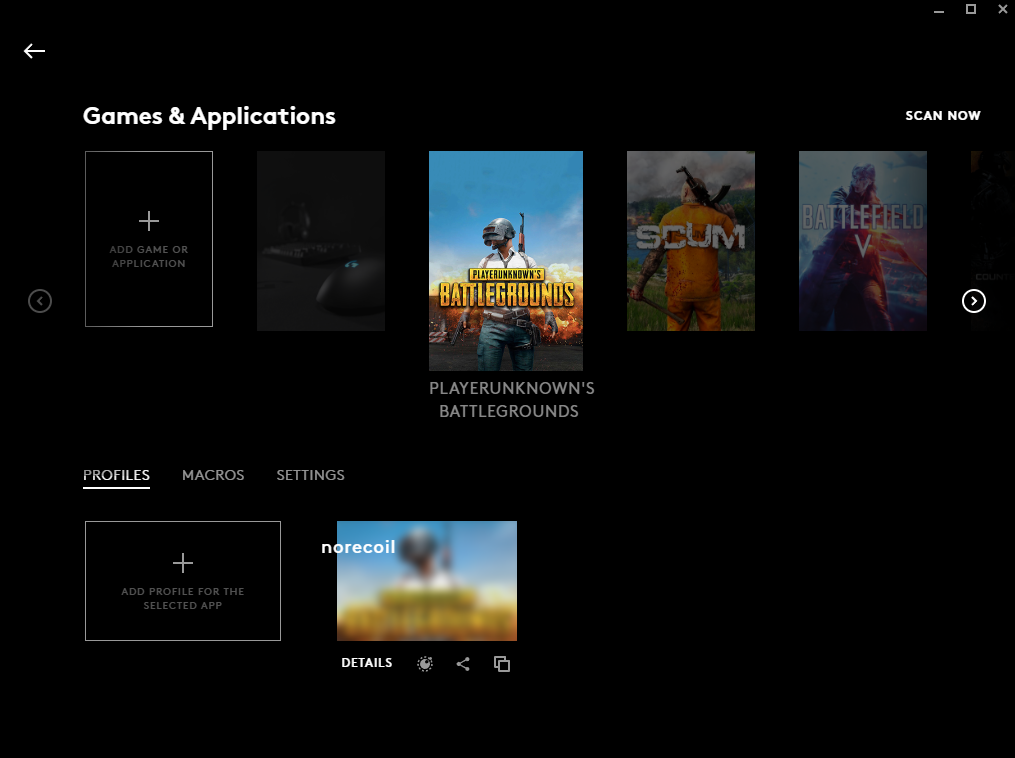 Games & Applications
SCAN NOW
ADD GAME OR
APPLICATION
PLAYERUNKNOWN'S
BATTLEGROUNDS
SCUM
BATTLEFIELD
V
COUNT
PLAYERUNKNOWN'S
BATTLEGROUNDS
PROFILES
MACROS
SETTINGS
ADD PROFILE FOR THE
SELECTED APP
norecoil
DETAILS